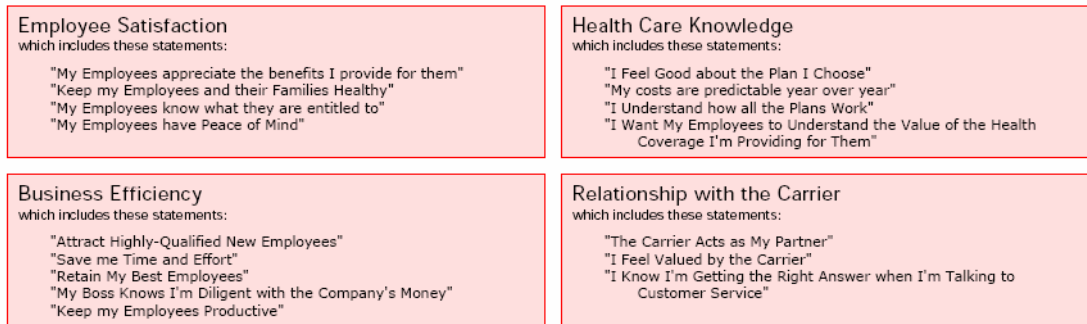 Employee Satisfaction
which includes these statements:
"My Employees appreciate the benefits I provide for them"
"Keep my Employees and their Families Healthy"
"My Employees know what they are entitled to"
"My Employees have Peace of Mind"
Health Care Knowledge
which includes these statements:
"I Feel Good about the Plan I Choose"
"My costs are predictable year over year"
"I Understand how all the Plans Work"
"I Want My Employees to Understand the Value of the Health
Coverage I'm Providing for Them"
Business Efficiency
which includes these statements:
"Attract Highly-Qualified New Employees"
"Save me Time and Effort"
"Retain My Best Employees"
"My Boss Knows I'm Diligent with the Company's Money"
"Keep my Employees Productive"
Relationship with the Carrier
which includes these statements:
"The Carrier Acts as My Partner"
"I Feel Valued by the Carrier"
"I Know I'm Getting the Right Answer when I'm Talking to
Customer Service"